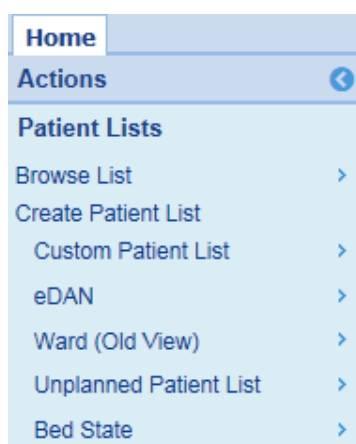 Home
Actions
Patient Lists
Browse List
Create Patient List
Custom Patient List
eDAN
Ward (Old View)
Unplanned Patient List
Bed State